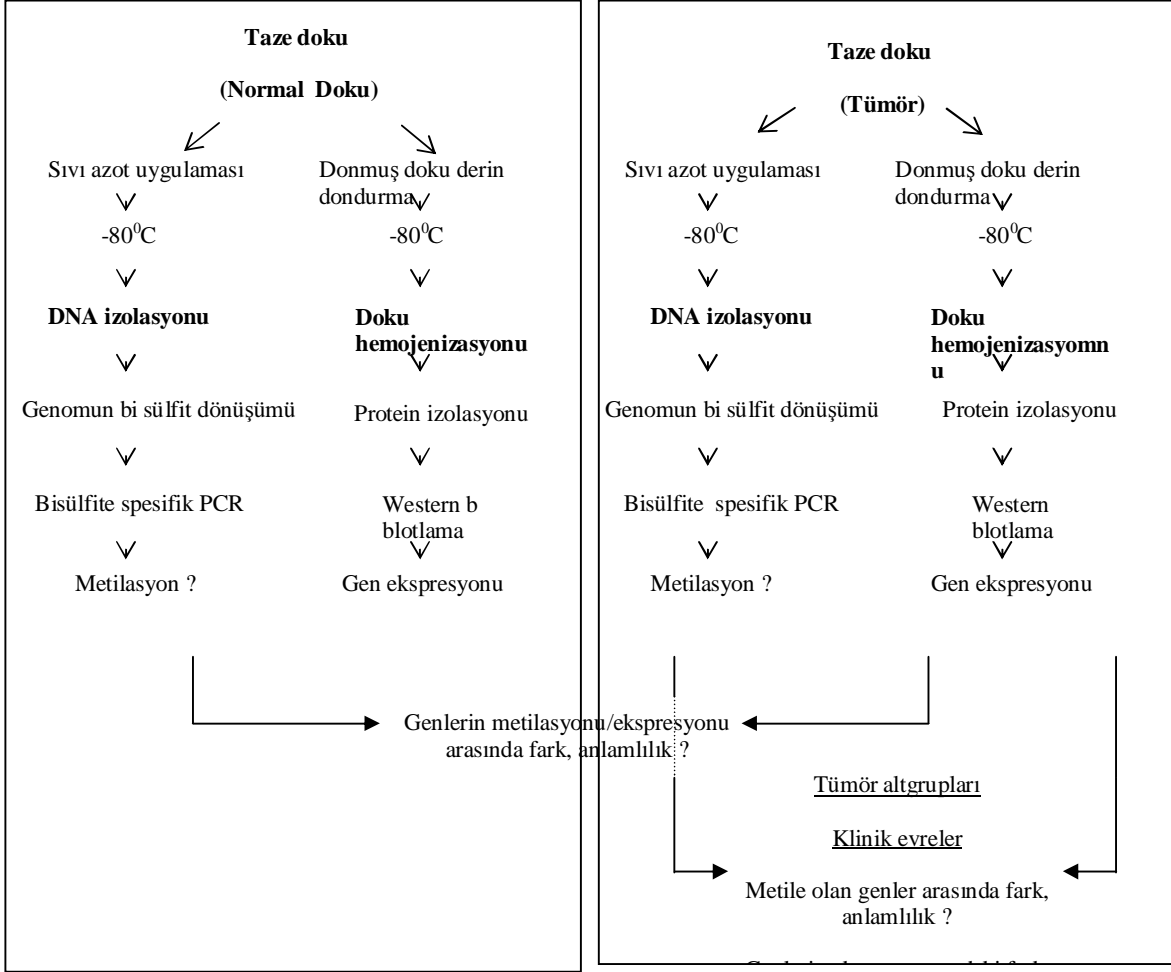 Taze doku
(Normal Doku)
Sıvı azot uygulaması
Donmuş doku derin
dondurma
-80⁰C
-80⁰C
DNA izolasyonu
Doku
hemojenizasyonu
Genomun bi sülfit dönüşümü
Protein izolasyonu
Bisülfite spesifik PCR
Western b
blotlama
Metilasyon ?
Gen ekspresyonu
Taze doku
(Tümör)
Sıvı azot uygulaması
Donmuş doku derin
dondurma
-80⁰C
-80⁰C
DNA izolasyonu
Doku
hemojenizasyomn
u
Genomun bi sülfit dönüşümü
Protein izolasyonu
Bisülfite spesifik PCR
Western
blotlama
Metilasyon ?
Gen ekspresyonu
Genlerin metilasyonu/ekspresyonu
arasında fark, anlamlılık ?
Tümör altgrupları
Klinik evreler
Metile olan genler arasında fark,
anlamlılık ?